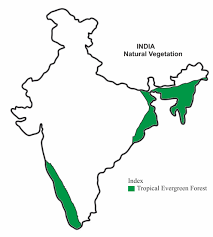 INDIA
Natural Vegetation
Index
Tropical Evergreen Forest